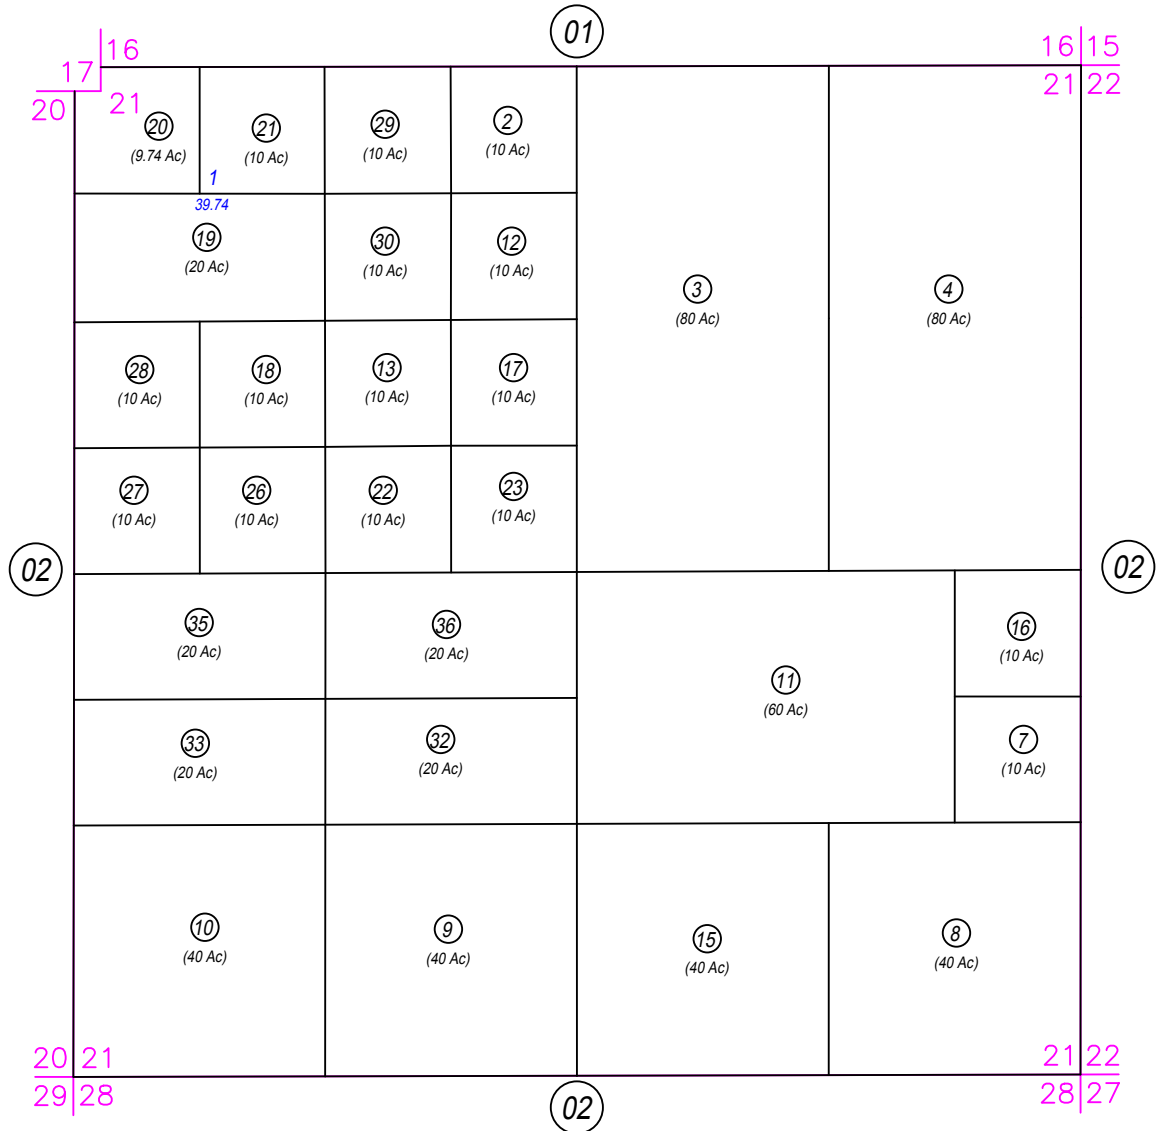 01
16
16 15
17
20
21
21 22
20
(9.74 Ac)
21
(10 Ac)
29
(10 Ac)
2
(10 Ac)
1
39.74
19
(20 Ac)
30
(10 Ac)
12
(10 Ac)
3
(80 Ac)
4
(80 Ac)
28
(10 Ac)
18
(10 Ac)
13
(10 Ac)
17
(10 Ac)
27
(10 Ac)
26
(10 Ac)
22
(10 Ac)
23
(10 Ac)
02
02
35
(20 Ac)
36
(20 Ac)
16
(10 Ac)
11
(60 Ac)
33
(20 Ac)
32
(20 Ac)
7
(10 Ac)
10
(40 Ac)
9
(40 Ac)
15
(40 Ac)
8
(40 Ac)
20 21
21 22
29 28
28 27
02